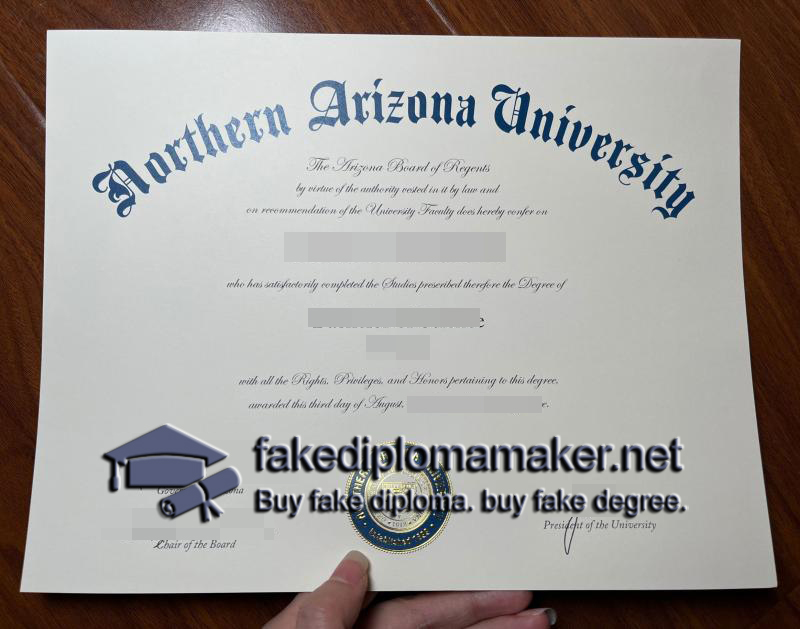 Northern Arizona University
The Arizona Board of Regents
by virtue of the authority vested in it by law and
on recommendation of the University Faculty does hereby confer on
who has satisfactorily completed the Studies prescribed therefore the Degree of
with all the Rights, Privileges, and Honors pertaining to this degree.
awarded this third day of August,
fakediplomamaker.net
Buy fake diploma. buy fake degree.
President of the University
Chair of the Board